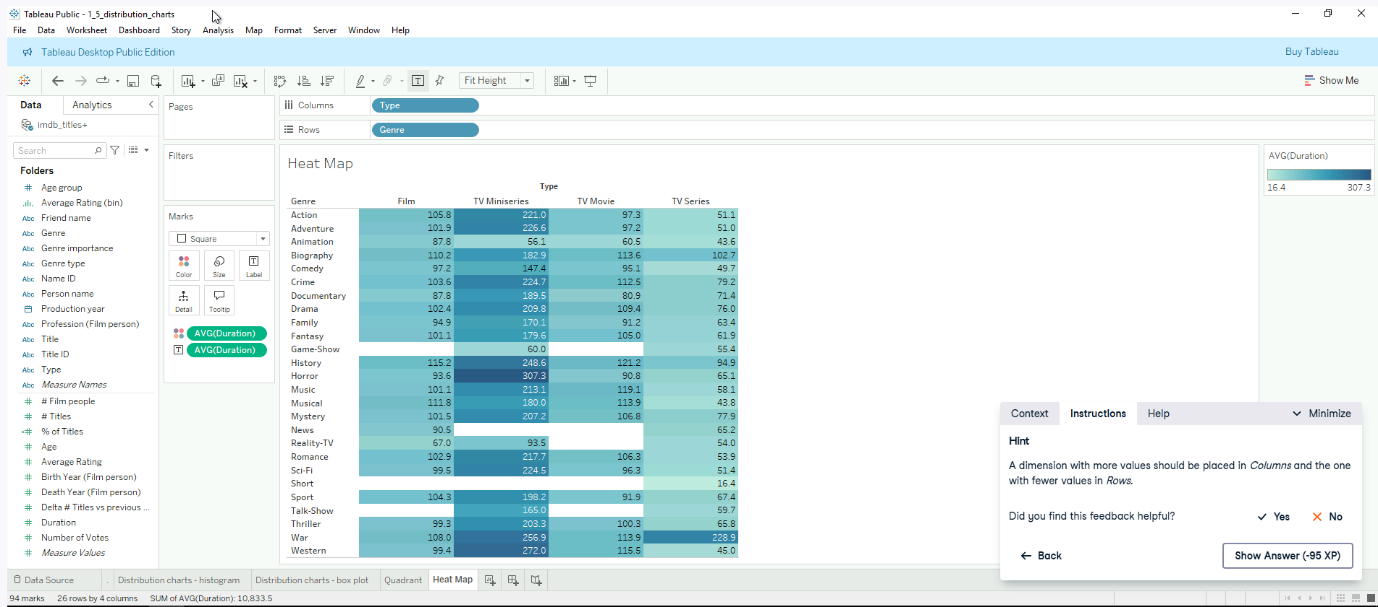 Tableau Public - 1_5_distribution_charts
File Data Worksheet Dashboard Story Analysis Map Format Server Window Help
Tableau Desktop Public Edition
Buy Tableau
Fit Height
Show Me
Data Analytics
imdb_titles+
Search
Folders
Age group
Average Rating (bin)
Abc Friend name
Abc Genre
Abc Genre importance
Abc Genre type
Abc Name ID
Abc Person name
Production year
Abc Profession (Film person)
Abc Title
Abc Title ID
Abc Type
Abc Measure Names
# Film people
# Titles
% of Titles
Age
Average Rating
Birth Year (Film person)
Death Year (Film person)
Delta # Titles vs previous ...
Duration
Number of Votes
Measure Values
Pages
Filters
Marks
Square
Color Size Label
Detail Tooltip
AVG(Duration)
AVG(Duration)
Columns Type
Rows Genre
Heat Map
Type
Genre Film TV Miniseries TV Movie TV Series
Action 105.8 221.0 97.3 51.1
Adventure 101.9 226.6 97.2 51.0
Animation 87.8 56.1 60.5 43.6
Biography 110.2 182.9 113.6 102.7
Comedy 97.2 147.4 95.1 49.7
Crime 103.6 224.7 112.5 79.2
Documentary 87.8 189.5 80.9 71.4
Drama 102.4 209.8 109.4 76.0
Family 94.9 170.1 91.2 63.4
Fantasy 101.1 179.6 105.0 61.9
Game-Show 60.0 55.4
History 115.2 248.6 121.2 94.9
Horror 93.6 307.3 90.8 65.1
Music 101.1 213.1 119.1 58.1
Musical 111.8 180.0 113.9 43.8
Mystery 101.5 207.2 106.8 77.9
News 90.5 65.2
Reality-TV 67.0 93.5 54.0
Romance 102.9 217.7 106.3 53.9
Sci-Fi 99.5 224.5 96.3 51.4
Short 16.4
Sport 104.3 198.2 91.9 67.4
Talk-Show 165.0 59.7
Thriller 99.3 203.3 100.3 65.8
War 108.0 256.9 113.9 228.9
Western 99.4 272.0 115.5 45.0
AVG(Duration)
16.4 307.3
Context Instructions Help Minimize
Hint
A dimension with more values should be placed in Columns and the one
with fewer values in Rows.
Did you find this feedback helpful? Yes No
Back Show Answer (-95 XP)
Data Source . Distribution charts - histogram Distribution charts - box plot Quadrant Heat Map
94 marks 26 rows by 4 columns SUM of AVG(Duration): 10,833.5